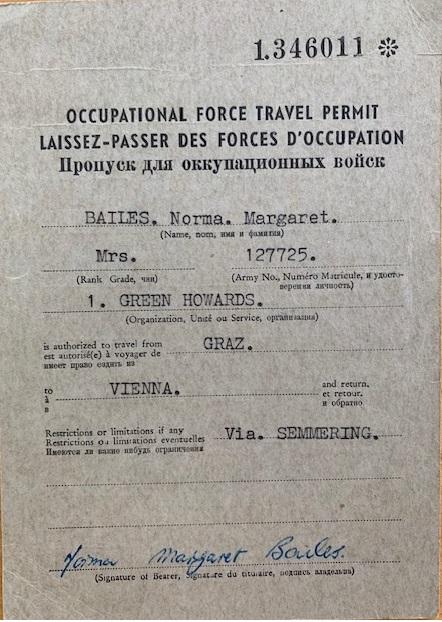 1.346011 ✻
OCCUPATIONAL FORCE TRAVEL PERMIT
LAISSEZ-PASSER DES FORCES D'OCCUPATION
Пропуск для оккупационных войск
BAILES. Norma. Margaret.
(Name, nom, имя и фамилия)
Mrs. 127725.
(Rank Grade, чин) (Army No., Numéro Matricule, и удосто-
верения личность)
1. GREEN HOWARDS.
(Organization, Unité ou Service, организация)
is authorized to travel from
est autorisé(e) à voyager de GRAZ.
имеет право ездить из
to and return,
à VIENNA. et retour,
в и обратно
Restrictions or limitations if any Via. SEMMERING.
Restrictions ou limitations eventuelles
Имеются ли какие нибудь ограничения
Norma Margaret Bailes.
(Signature of Bearer, Signature du titulaire, подпись владельца)